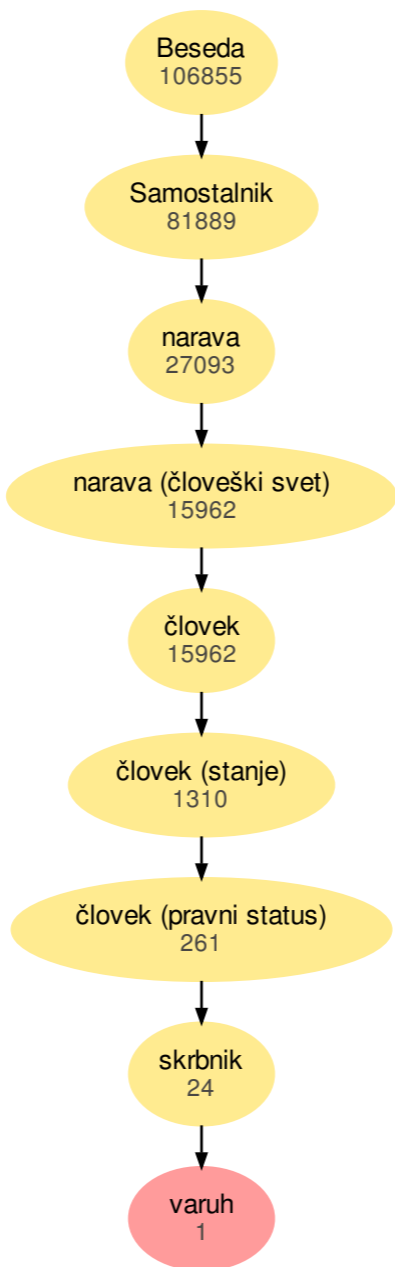 Beseda
106855
Samostalnik
81889
narava
27093
narava (človeški svet)
15962
človek
15962
človek (stanje)
1310
človek (pravni status)
261
skrbnik
24
varuh
1